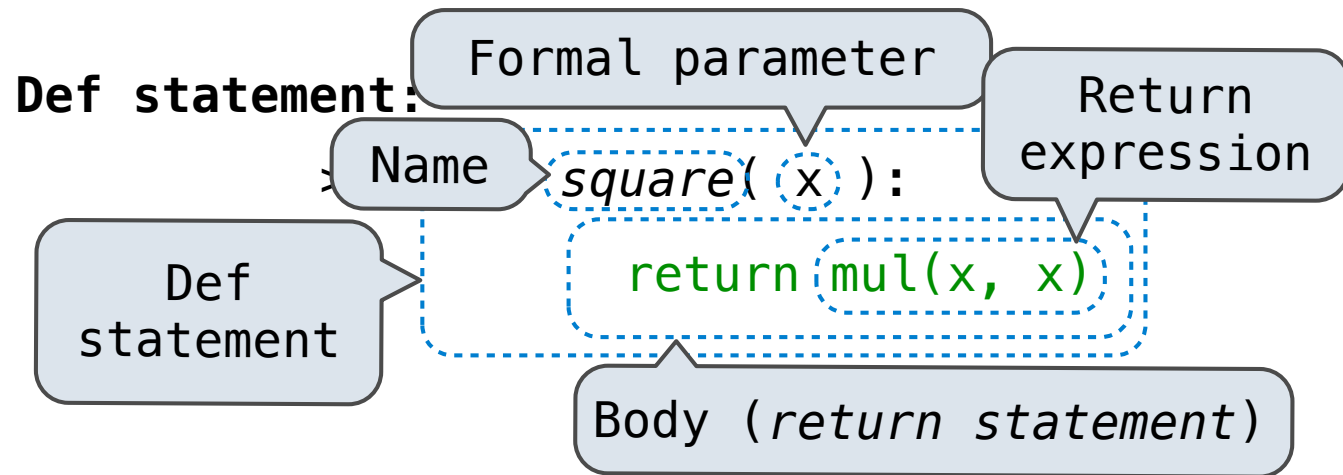 Formal parameter
Def statement:
Return
expression
Name
square( x ):
Def
statement
return mul(x, x)
Body (return statement)